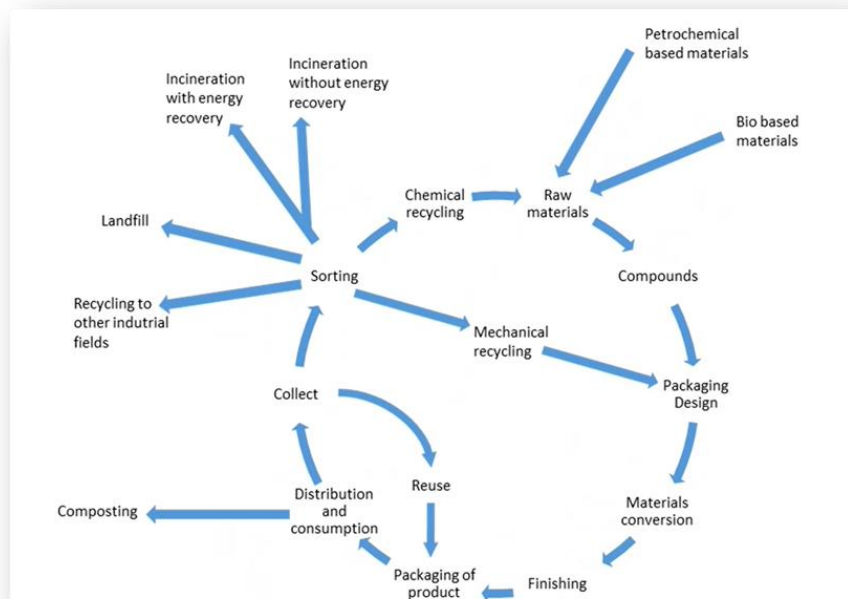 Petrochemical
based materials
Incineration
without energy
recovery
Incineration
with energy
recovery
Bio based
materials
Chemical
recycling
Raw
materials
Landfill
Sorting
Compounds
Recycling to
other indutrial
fields
Mechanical
recycling
Packaging
Design
Collect
Reuse
Distribution
and
consumption
Composting
Materials
conversion
Packaging of
product
Finishing